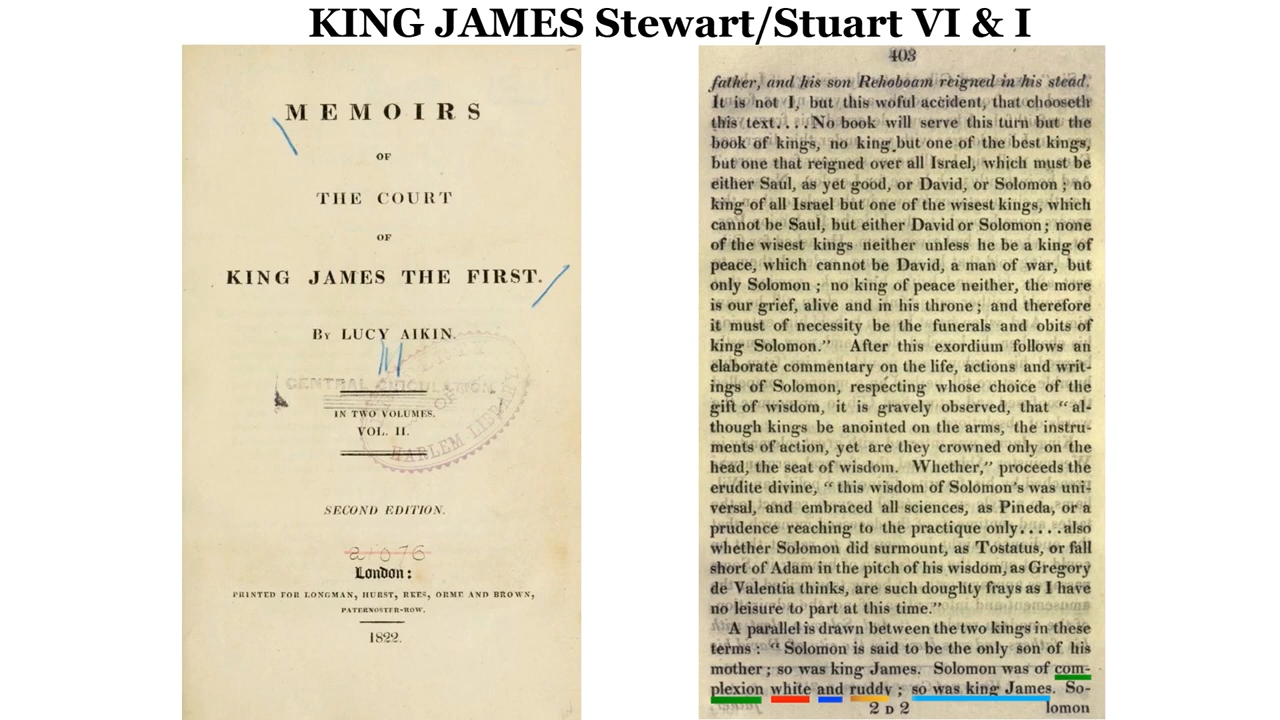 KING JAMES Stewart/Stuart VI & I
MEMOIRS
OF
THE COURT
OF
KING JAMES THE FIRST.
By LUCY AIKIN.
CENTRAL CIRCULATION
IN TWO VOLUMES.
VOL. II.
HARLEM LIBRARY
SECOND EDITION.
London:
PRINTED FOR LONGMAN, HURST, REES, ORME AND BROWN,
PATERNOSTER-ROW.
1822.
403
father, and his son Rehoboam reigned in his stead.
It is not I, but this woful accident, that chooseth
this text....No book will serve this turn but the
book of kings, no king but one of the best kings,
but one that reigned over all Israel, which must be
either Saul, as yet good, or David, or Solomon; no
king of all Israel but one of the wisest kings, which
cannot be Saul, but either David or Solomon; none
of the wisest kings neither unless he be a king of
peace, which cannot be David, a man of war, but
only Solomon; no king of peace neither, the more
is our grief, alive and in his throne; and therefore
it must of necessity be the funerals and obits of
king Solomon.” After this exordium follows an
elaborate commentary on the life, actions and writ-
ings of Solomon, respecting whose choice of the
gift of wisdom, it is gravely observed, that “al-
though kings be anointed on the arms, the instru-
ments of action, yet are they crowned only on the
head, the seat of wisdom. Whether,” proceeds the
erudite divine, “this wisdom of Solomon's was uni-
versal, and embraced all sciences, as Pineda, or a
prudence reaching to the practique only.....also
whether Solomon did surmount, as Tostatus, or fall
short of Adam in the pitch of his wisdom, as Gregory
de Valentia thinks, are such doughty frays as I have
no leisure to part at this time.”
A parallel is drawn between the two kings in these
terms: “Solomon is said to be the only son of his
mother; so was king James. Solomon was of com-
plexion white and ruddy; so was king James. So-
2 D 2 lomon